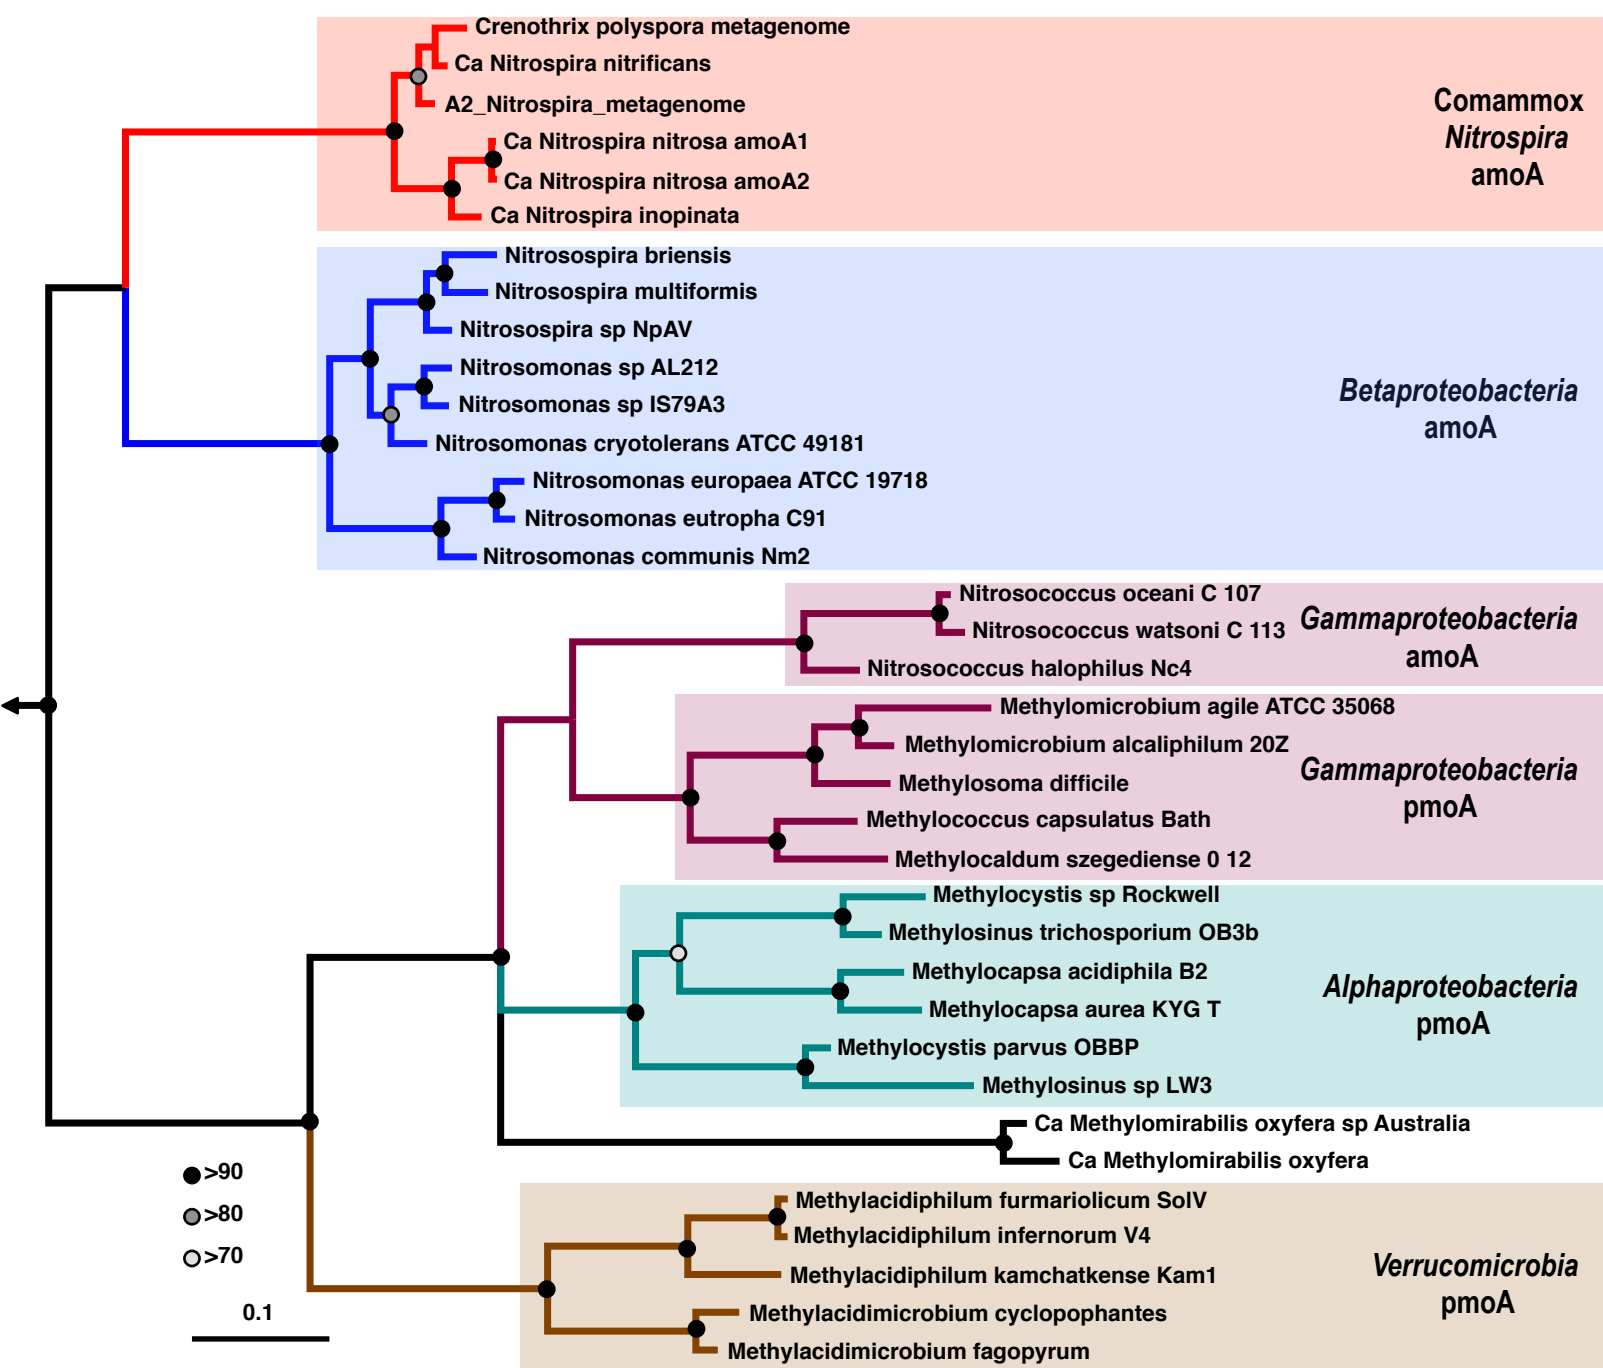 Crenothrix polyspora metagenome
Ca Nitrospira nitrificans
A2_Nitrospira_metagenome
Ca Nitrospira nitrosa amoA1
Ca Nitrospira nitrosa amoA2
Ca Nitrospira inopinata
Comammox
Nitrospira
amoA
Nitrosospira briensis
Nitrosospira multiformis
Nitrosospira sp NpAV
Nitrosomonas sp AL212
Nitrosomonas sp IS79A3
Nitrosomonas cryotolerans ATCC 49181
Nitrosomonas europaea ATCC 19718
Nitrosomonas eutropha C91
Nitrosomonas communis Nm2
Betaproteobacteria
amoA
Nitrosococcus oceani C 107
Nitrosococcus watsoni C 113
Nitrosococcus halophilus Nc4
Gammaproteobacteria
amoA
Methylomicrobium agile ATCC 35068
Methylomicrobium alcaliphilum 20Z
Methylosoma difficile
Methylococcus capsulatus Bath
Methylocaldum szegediense 0 12
Gammaproteobacteria
pmoA
Methylocystis sp Rockwell
Methylosinus trichosporium OB3b
Methylocapsa acidiphila B2
Methylocapsa aurea KYG T
Methylocystis parvus OBBP
Methylosinus sp LW3
Alphaproteobacteria
pmoA
Ca Methylomirabilis oxyfera sp Australia
Ca Methylomirabilis oxyfera
Methylacidiphilum furmariolicum SolV
Methylacidiphilum infernorum V4
Methylacidiphilum kamchatkense Kam1
Methylacidimicrobium cyclopophantes
Methylacidimicrobium fagopyrum
Verrucomicrobia
pmoA
>90
>80
>70
0.1